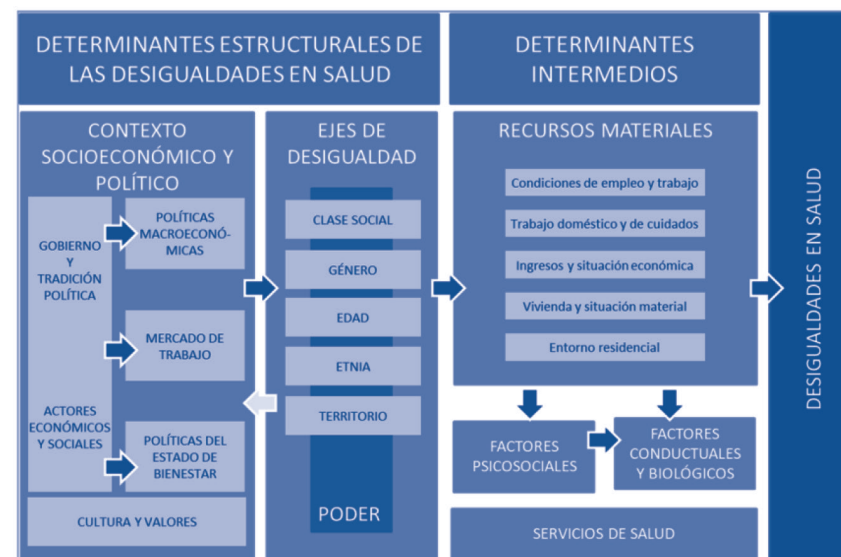 DETERMINANTES ESTRUCTURALES DE
LAS DESIGUALDADES EN SALUD
DETERMINANTES
INTERMEDIOS
CONTEXTO
SOCIOECONÓMICO Y
POLÍTICO
GOBIERNO
Y
TRADICIÓN
POLÍTICA
ACTORES
ECONÓMICOS
Y SOCIALES
POLÍTICAS
MACROECONÓ-
MICAS
MERCADO DE
TRABAJO
POLÍTICAS DEL
ESTADO DE
BIENESTAR
CULTURA Y VALORES
EJES DE
DESIGUALDAD
CLASE SOCIAL
GÉNERO
EDAD
ETNIA
TERRITORIO
PODER
RECURSOS MATERIALES
Condiciones de empleo y trabajo
Trabajo doméstico y de cuidados
Ingresos y situación económica
Vivienda y situación material
Entorno residencial
FACTORES
PSICOSOCIALES
FACTORES
CONDUCTUALES
Y BIOLÓGICOS
SERVICIOS DE SALUD
DESIGUALDADES EN SALUD